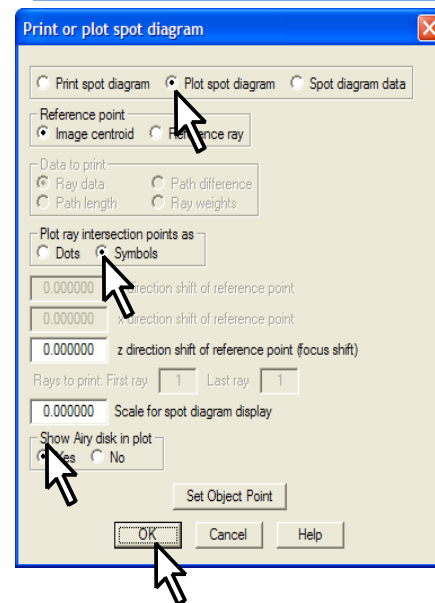 Print or plot spot diagram
Print spot diagram Plot spot diagram Spot diagram data
Reference point
Image centroid Reference ray
Data to print
Ray data Path difference
Path length Ray weights
Plot ray intersection points as
Dots Symbols
0.000000 direction shift of reference point
0.000000 x direction shift of reference point
0.000000 z direction shift of reference point (focus shift)
Rays to print: First ray 1 Last ray 1
0.000000 Scale for spot diagram display
Show Airy disk in plot
Yes No
Set Object Point
OK Cancel Help